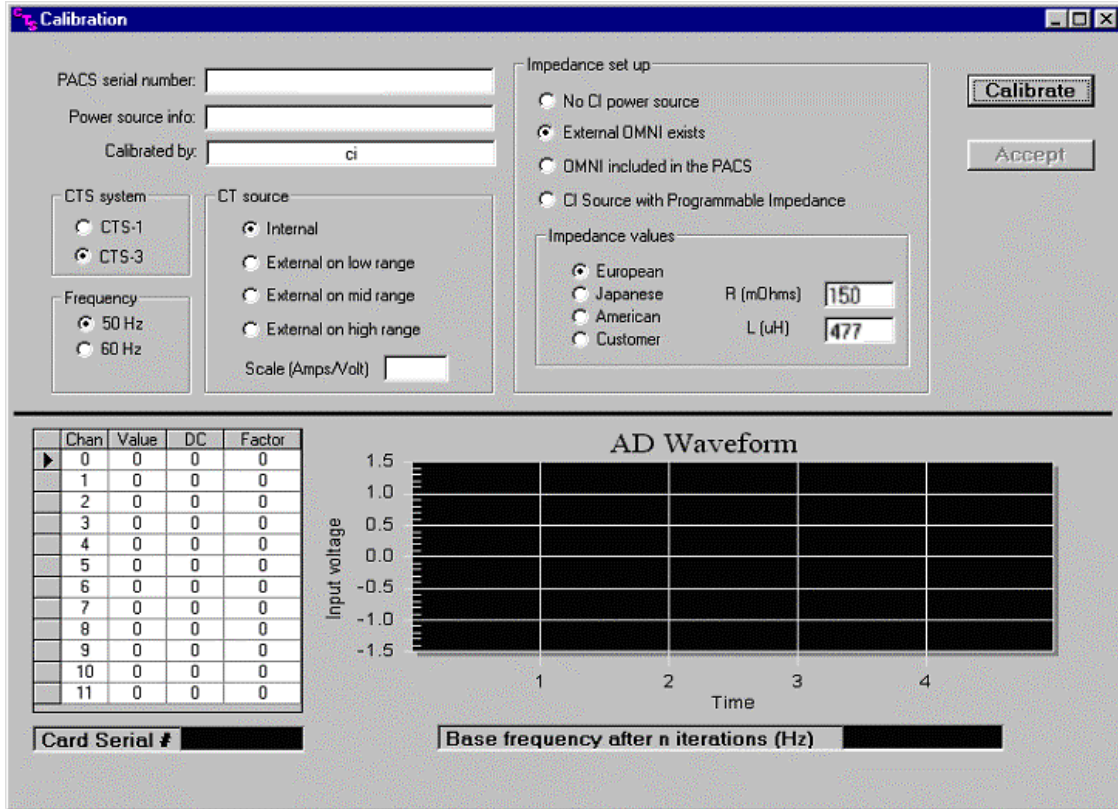 CTS Calibration
PACS serial number:
Power source info:
Calibrated by: ci
CTS system
CTS-1
CTS-3
Frequency
50 Hz
60 Hz
CT source
Internal
External on low range
External on mid range
External on high range
Scale (Amps/Volt)
Impedance set up
No CI power source
External OMNI exists
OMNI included in the PACS
CI Source with Programmable Impedance
Impedance values
European
Japanese
American
Customer
R (mOhms) 150
L (uH) 477
Calibrate
Accept
Chan Value DC Factor
0 0 0 0
1 0 0 0
2 0 0 0
3 0 0 0
4 0 0 0
5 0 0 0
6 0 0 0
7 0 0 0
8 0 0 0
9 0 0 0
10 0 0 0
11 0 0 0
Card Serial #
AD Waveform
Input voltage
1.5
1.0
0.5
0.0
-0.5
-1.0
-1.5
1 2 3 4
Time
Base frequency after n iterations (Hz)